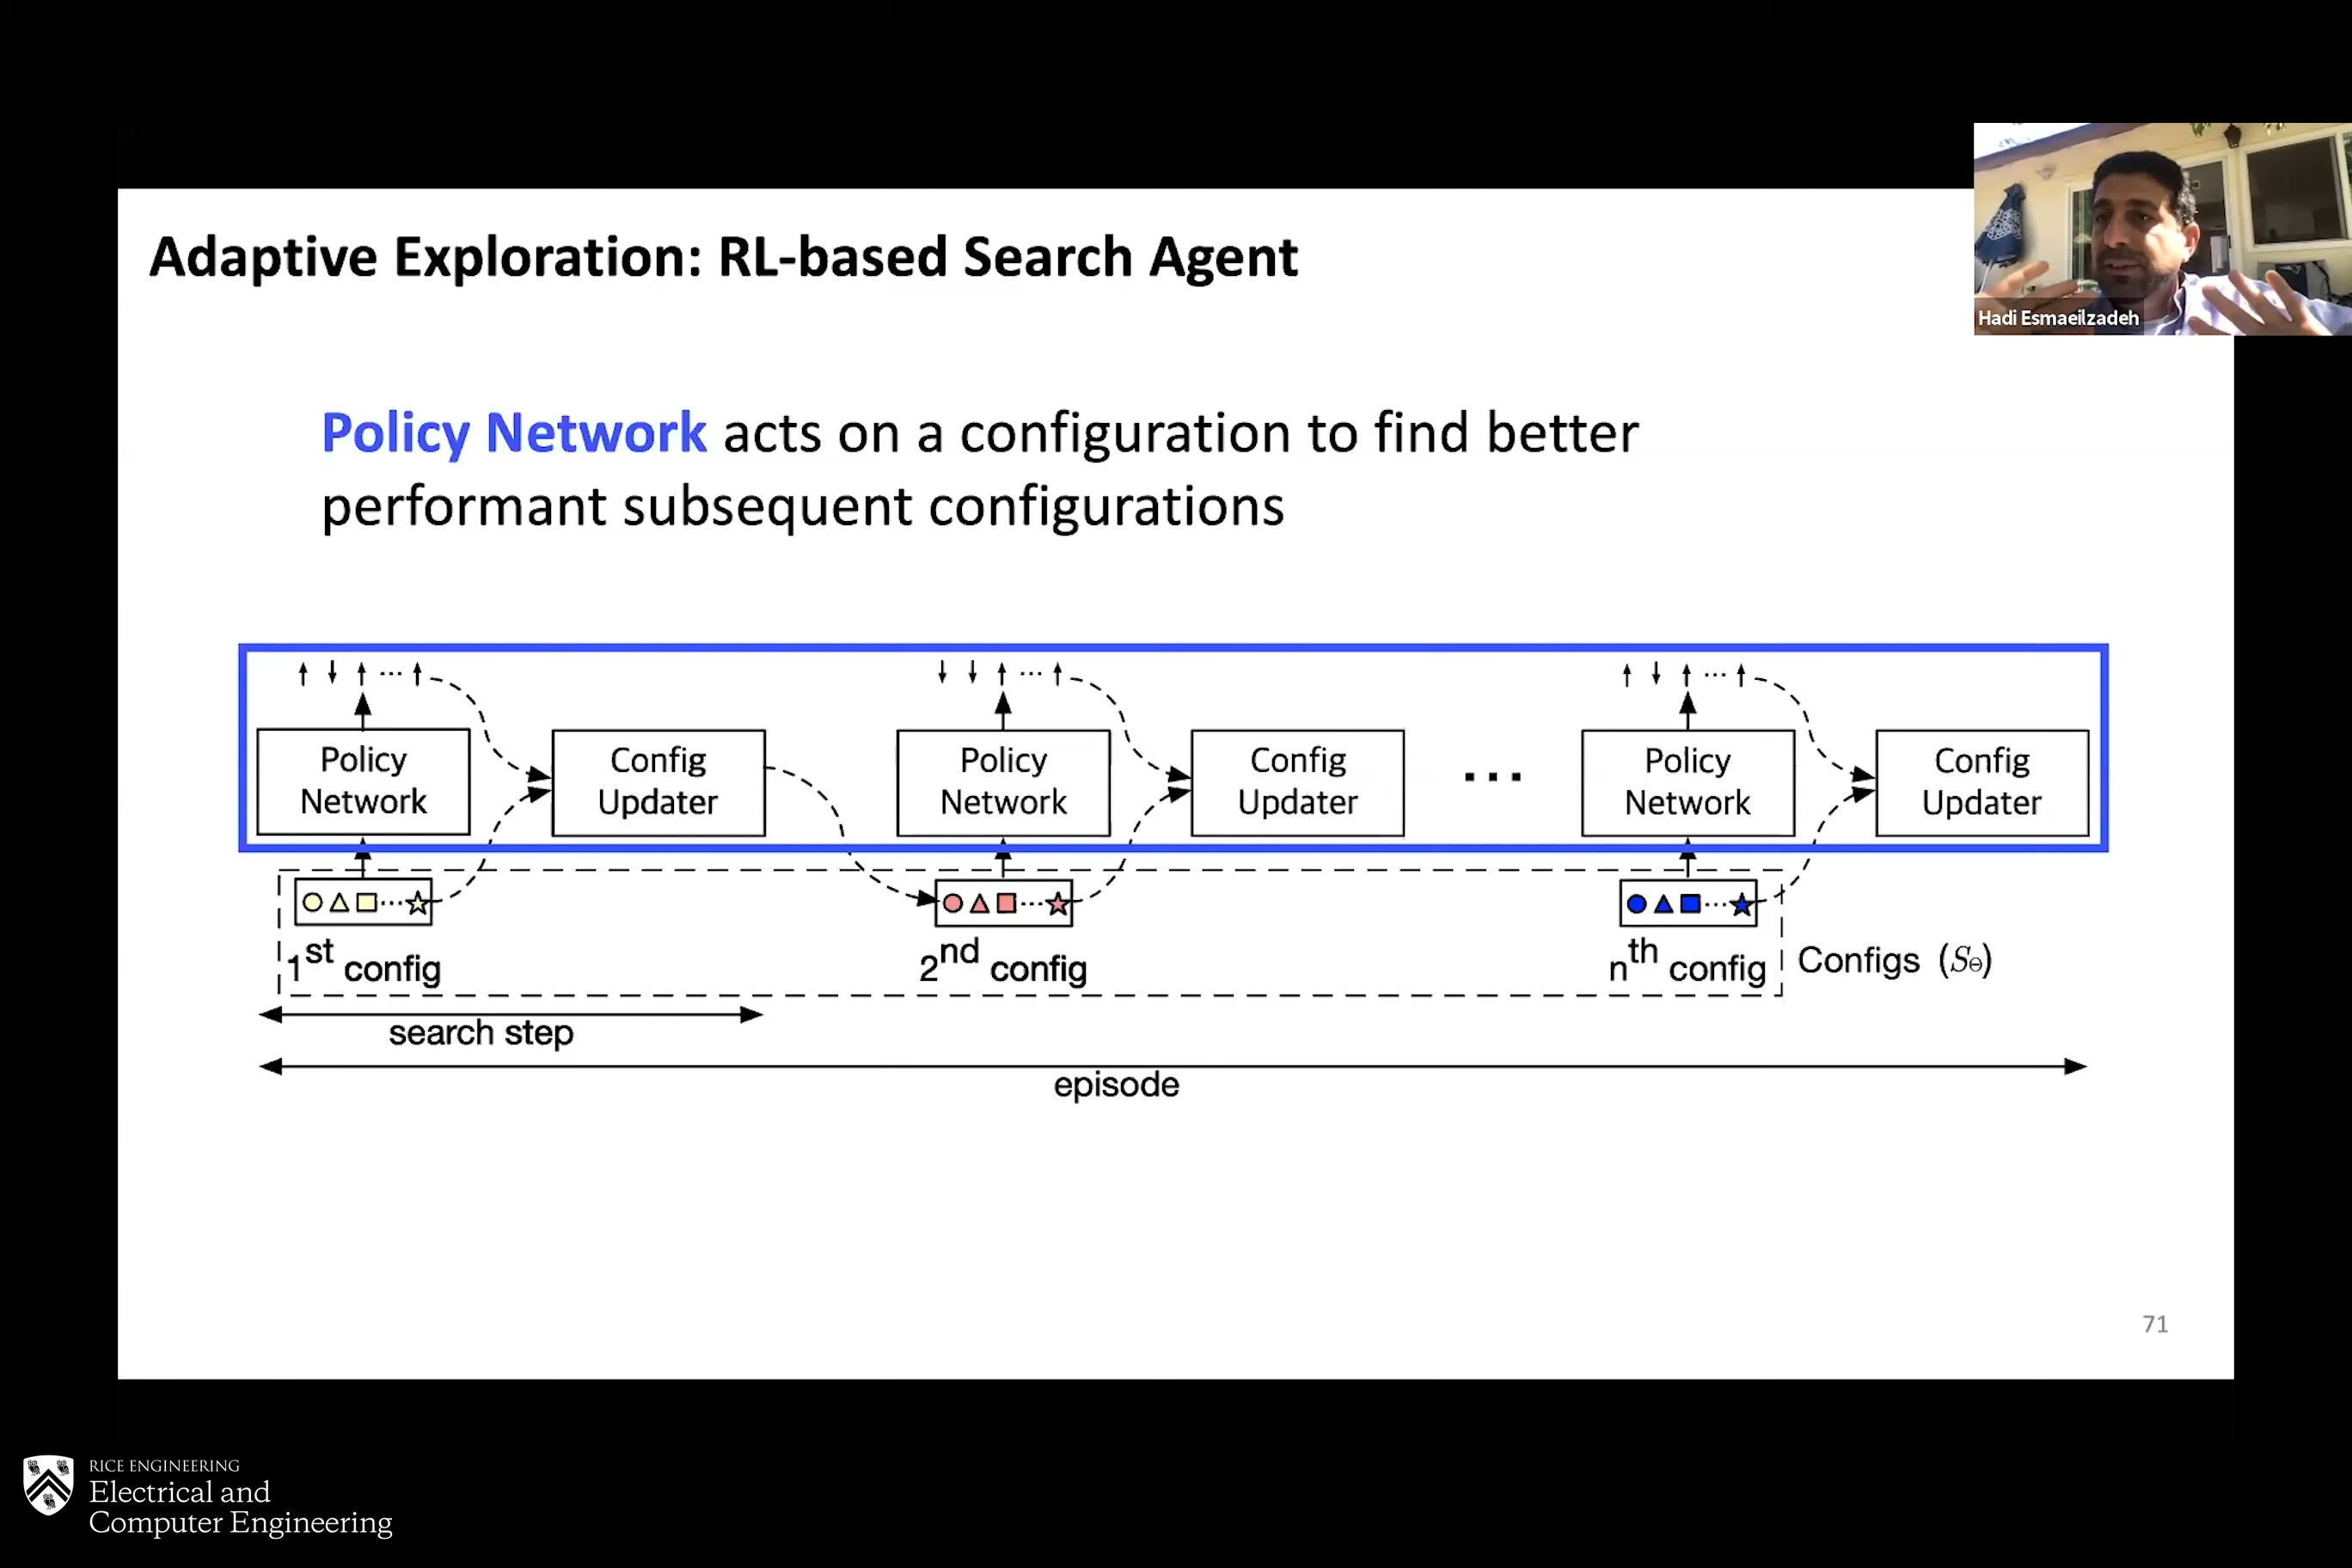 Adaptive Exploration: RL-based Search Agent
Hadi Esmaeilzadeh
Policy Network acts on a configuration to find better
performant subsequent configurations
Policy
Network
Config
Updater
Policy
Network
Config
Updater
...
Policy
Network
Config
Updater
1st config
2nd config
nth config
Configs (SΘ)
search step
episode
71
RICE ENGINEERING
Electrical and
Computer Engineering